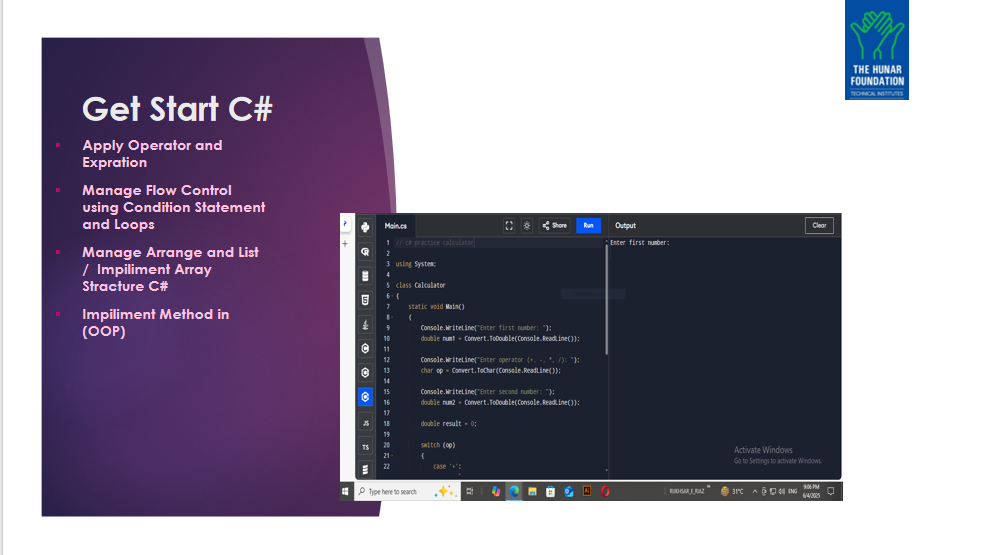 THE HUNAR
FOUNDATION
TECHNICAL INSTITUTES
Get Start C#
Apply Operator and
Expration
Manage Flow Control
using Condition Statement
and Loops
Manage Arrange and List
/ Impiliment Array
Stracture C#
Impiliment Method in
(OOP)
Main.cs
Share
Run
Output
Clear
1 // c# practice calculator
2
3 using System;
4
5 class Calculator
6 {
7 static void Main()
8 {
9 Console.WriteLine("Enter first number: ");
10 double num1 = Convert.ToDouble(Console.ReadLine());
11
12 Console.WriteLine("Enter operator (+, -, *, /): ");
13 char op = Convert.ToChar(Console.ReadLine());
14
15 Console.WriteLine("Enter second number: ");
16 double num2 = Convert.ToDouble(Console.ReadLine());
17
18 double result = 0;
19
20 switch (op)
21 {
22 case '+':
Enter first number:
JS
TS
Activate Windows
Go to Settings to activate Windows.
Type here to search
RUKHSAR_E_RIAZ
31°C
ENG
9:06 PM
6/4/2025